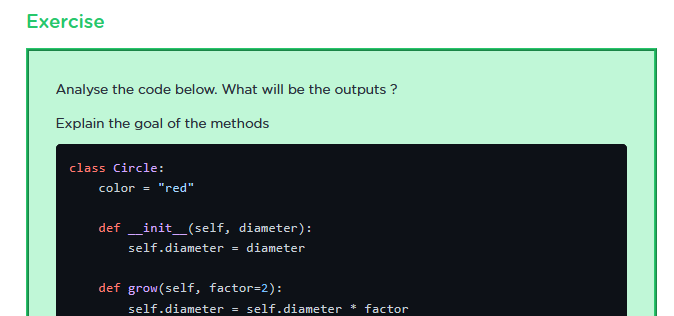 Exercise
Analyse the code below. What will be the outputs ?
Explain the goal of the methods
class Circle:
    color = "red"
    def __init__(self, diameter):
        self.diameter = diameter
    def grow(self, factor=2):
        self.diameter = self.diameter * factor